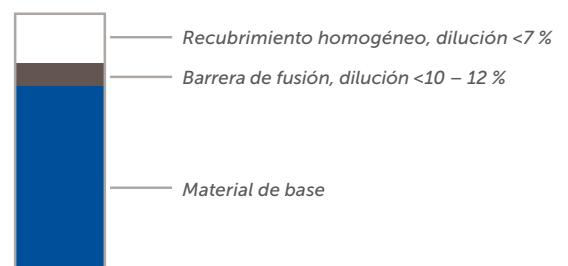 Recubrimiento homogéneo, dilución <7 %
Barrera de fusión, dilución <10 – 12 %
Material de base